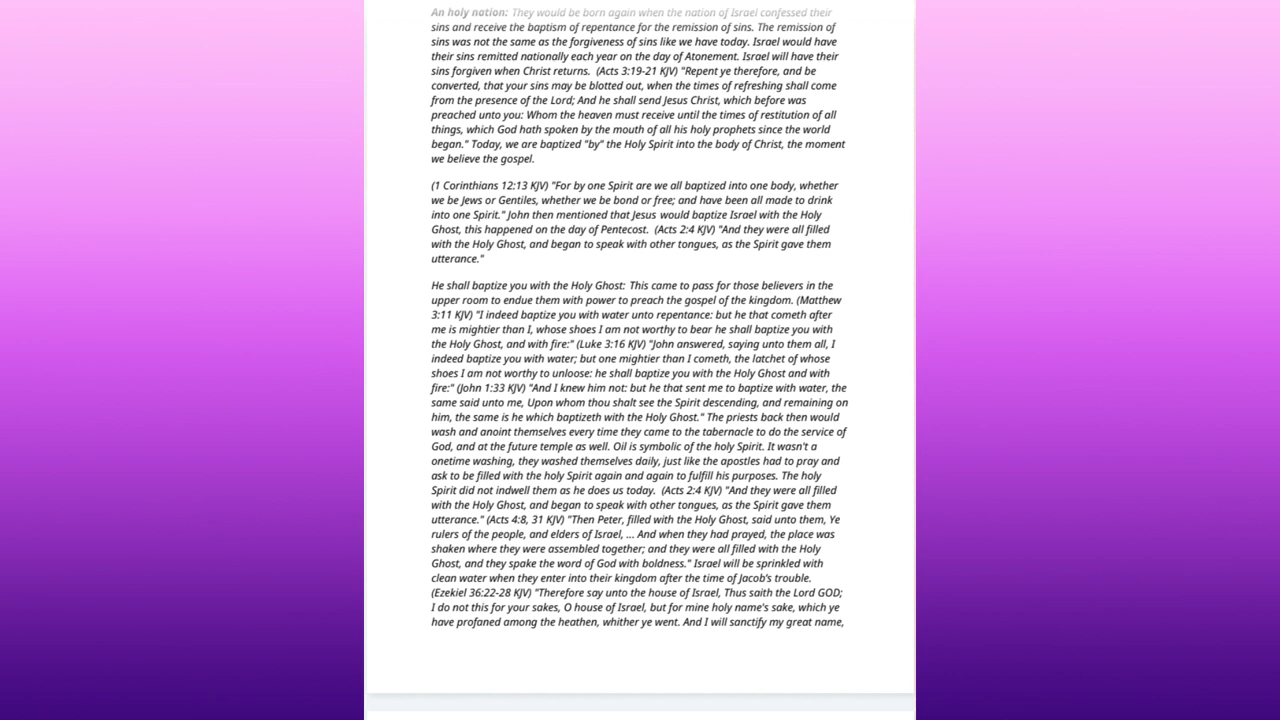 An holy nation: They would be born again when the nation of Israel confessed their
sins and receive the baptism of repentance for the remission of sins. The remission of
sins was not the same as the forgiveness of sins like we have today. Israel would have
their sins remitted nationally each year on the day of Atonement. Israel will have their
sins forgiven when Christ returns. (Acts 3:19-21 KJV) "Repent ye therefore, and be
converted, that your sins may be blotted out, when the times of refreshing shall come
from the presence of the Lord; And he shall send Jesus Christ, which before was
preached unto you: Whom the heaven must receive until the times of restitution of all
things, which God hath spoken by the mouth of all his holy prophets since the world
began." Today, we are baptized "by" the Holy Spirit into the body of Christ, the moment
we believe the gospel.
(1 Corinthians 12:13 KJV) "For by one Spirit are we all baptized into one body, whether
we be Jews or Gentiles, whether we be bond or free; and have been all made to drink
into one Spirit." John then mentioned that Jesus would baptize Israel with the Holy
Ghost, this happened on the day of Pentecost. (Acts 2:4 KJV) "And they were all filled
with the Holy Ghost, and began to speak with other tongues, as the Spirit gave them
utterance."
He shall baptize you with the Holy Ghost: This came to pass for those believers in the
upper room to endue them with power to preach the gospel of the kingdom. (Matthew
3:11 KJV) "I indeed baptize you with water unto repentance: but he that cometh after
me is mightier than I, whose shoes I am not worthy to bear he shall baptize you with
the Holy Ghost, and with fire:" (Luke 3:16 KJV) "John answered, saying unto them all, I
indeed baptize you with water; but one mightier than I cometh, the latchet of whose
shoes I am not worthy to unloose: he shall baptize you with the Holy Ghost and with
fire:" (John 1:33 KJV) "And I knew him not: but he that sent me to baptize with water, the
same said unto me, Upon whom thou shalt see the Spirit descending, and remaining on
him, the same is he which baptizeth with the Holy Ghost." The priests back then would
wash and anoint themselves every time they came to the tabernacle to do the service of
God, and at the future temple as well. Oil is symbolic of the holy Spirit. It wasn't a
onetime washing, they washed themselves daily, just like the apostles had to pray and
ask to be filled with the holy Spirit again and again to fulfill his purposes. The holy
Spirit did not indwell them as he does us today. (Acts 2:4 KJV) "And they were all filled
with the Holy Ghost, and began to speak with other tongues, as the Spirit gave them
utterance." (Acts 4:8, 31 KJV) "Then Peter, filled with the Holy Ghost, said unto them, Ye
rulers of the people, and elders of Israel, ... And when they had prayed, the place was
shaken where they were assembled together; and they were all filled with the Holy
Ghost, and they spake the word of God with boldness." Israel will be sprinkled with
clean water when they enter into their kingdom after the time of Jacob's trouble.
(Ezekiel 36:22-28 KJV) "Therefore say unto the house of Israel, Thus saith the Lord GOD;
I do not this for your sakes, O house of Israel, but for mine holy name's sake, which ye
have profaned among the heathen, whither ye went. And I will sanctify my great name,